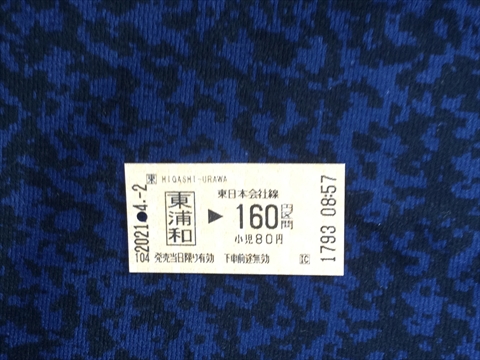 東 HIGASHI-URAWA
東日本会社線
東浦和 ▶ 160円区間
小児80円
発売当日限り有効 下車前途無効
2021●4.-2
1793 08:57
IC